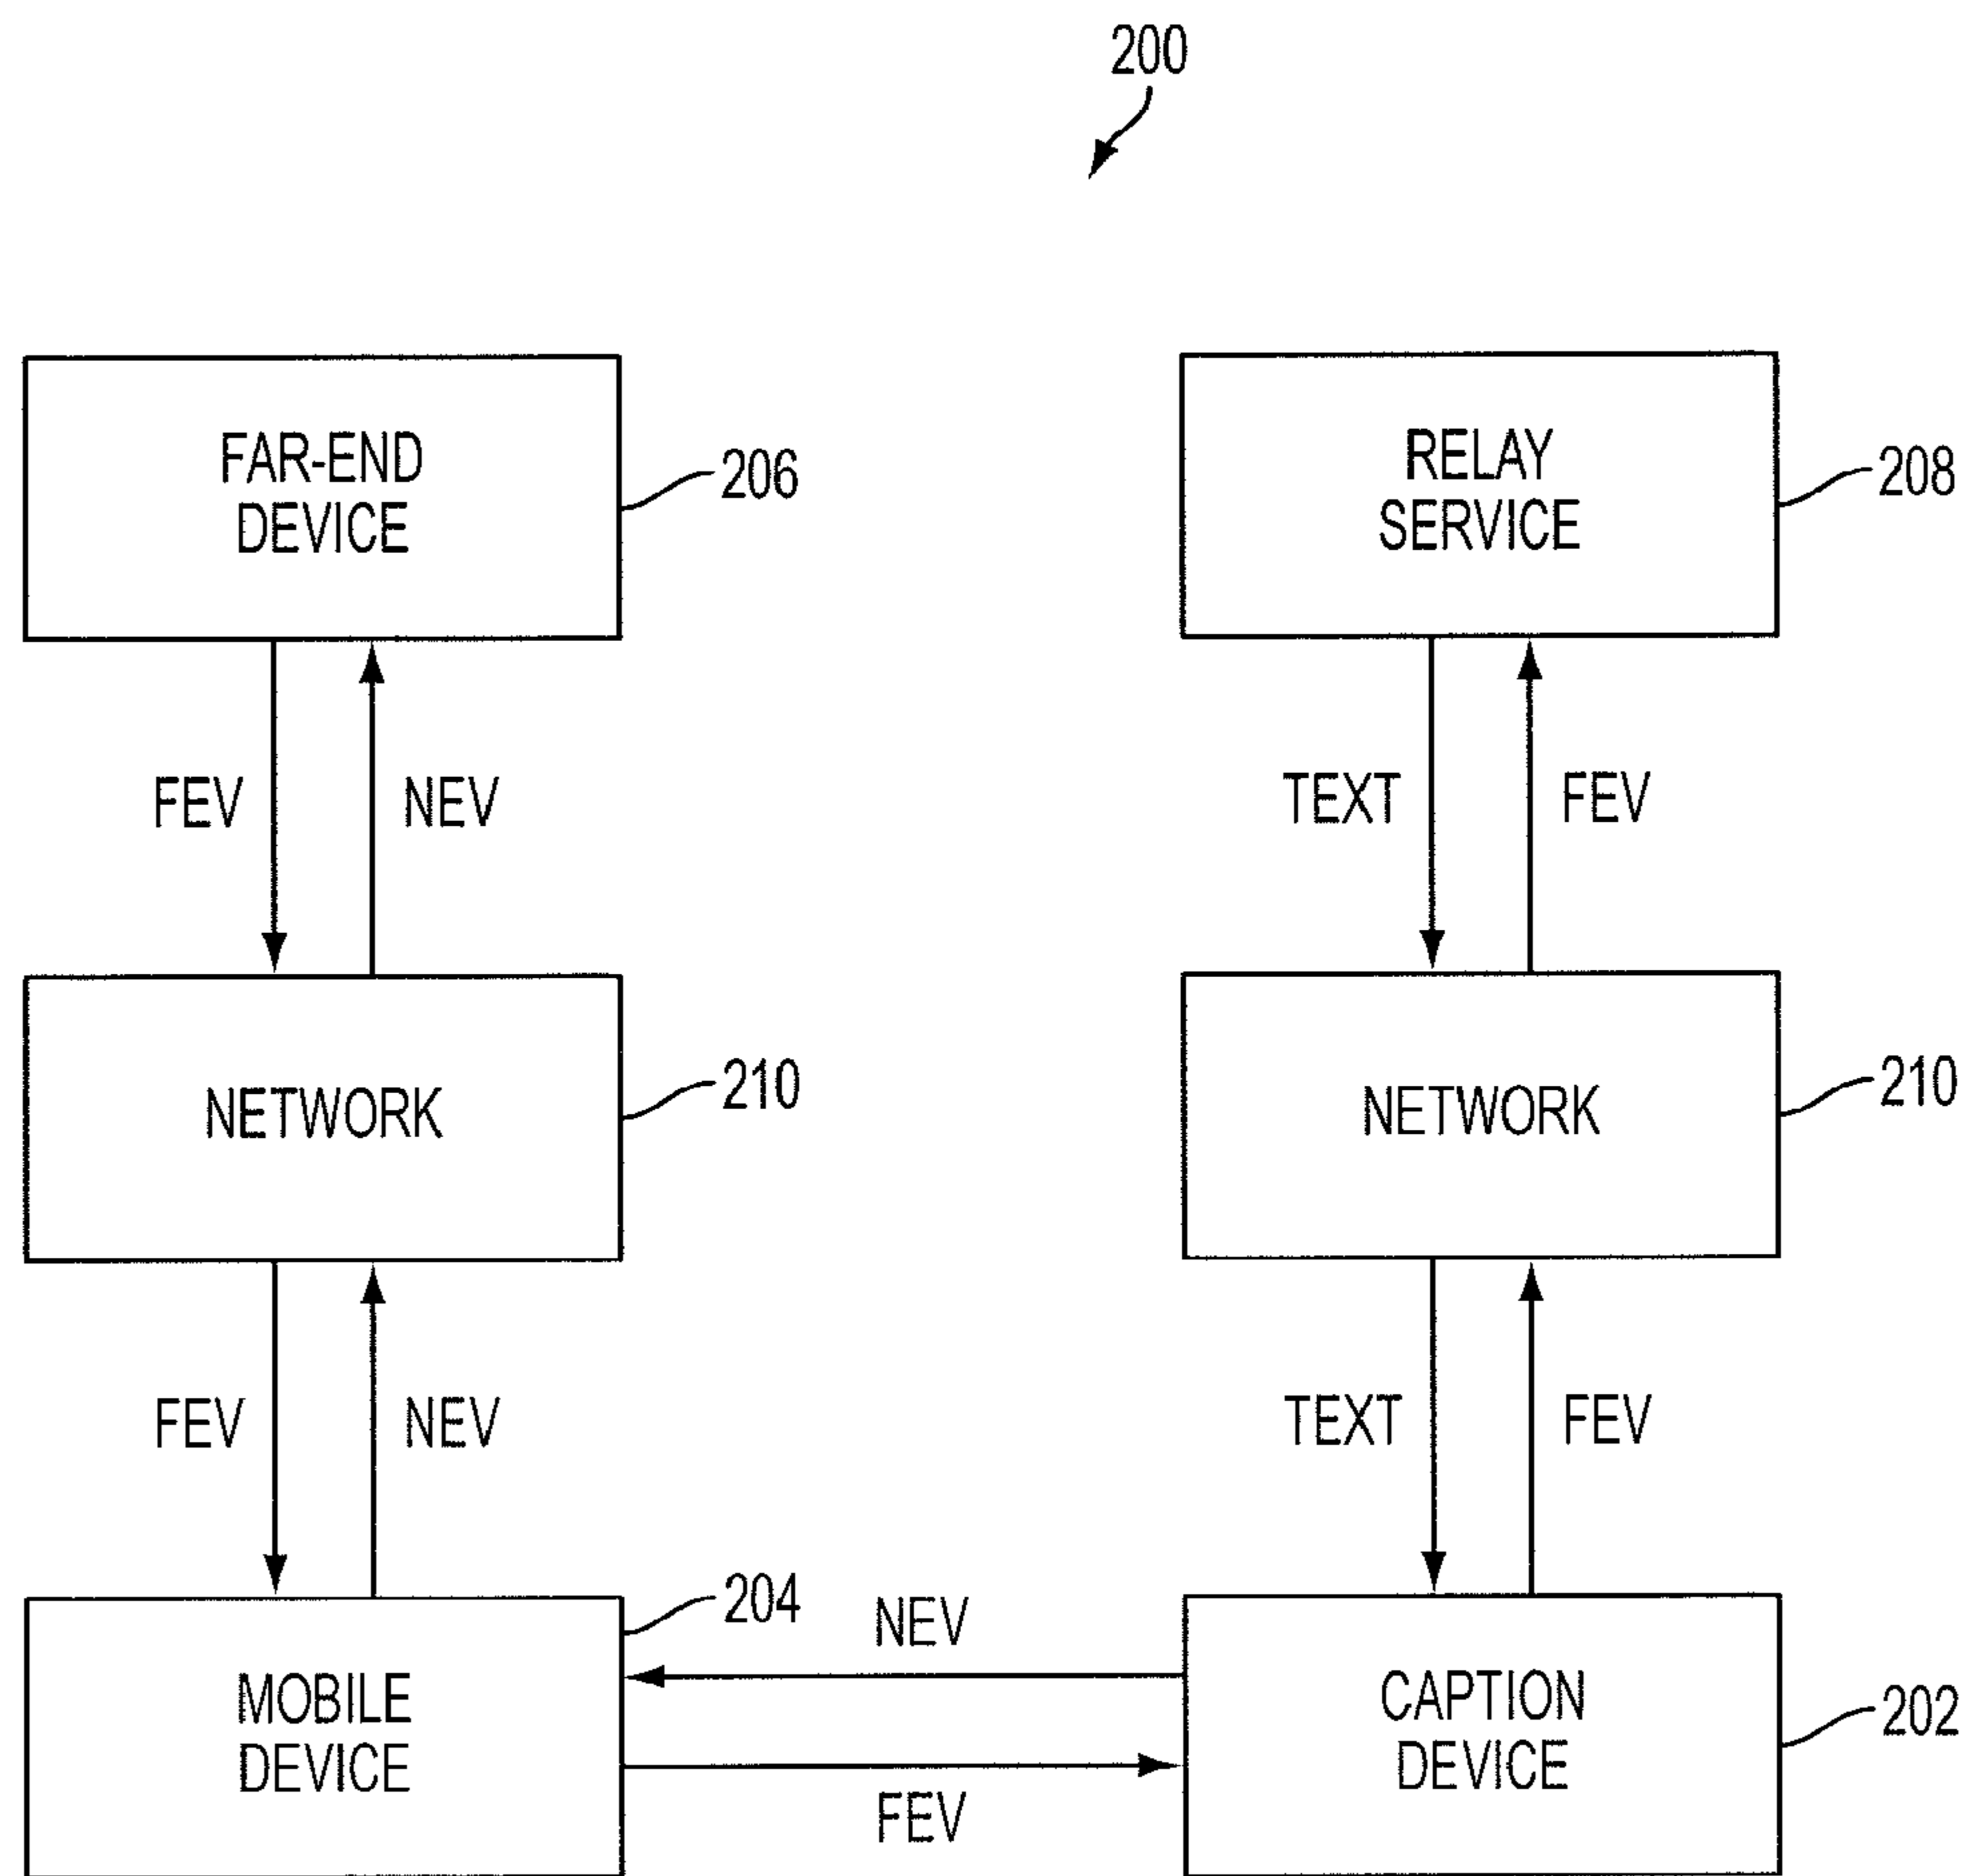 200
FAR-END
DEVICE
206
RELAY
SERVICE
208
FEV
NEV
TEXT
FEV
NETWORK
210
NETWORK
210
FEV
NEV
TEXT
FEV
MOBILE
DEVICE
204
NEV
FEV
CAPTION
DEVICE
202